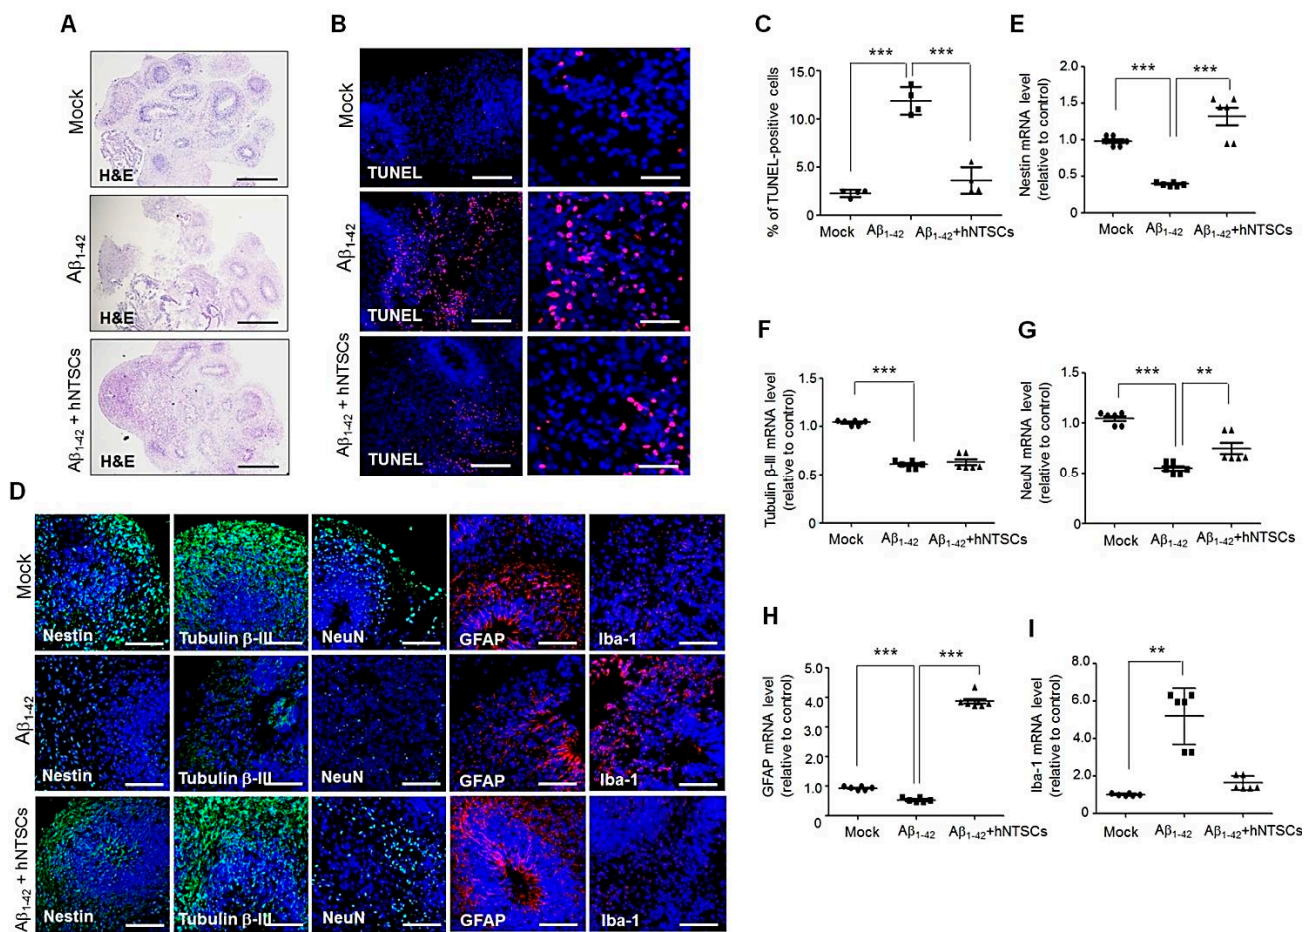 A
Mock
H&E
Aβ1-42
H&E
Aβ1-42 + hNTSCs
H&E
B
Mock
TUNEL
Aβ1-42
TUNEL
Aβ1-42 + hNTSCs
TUNEL
C
% of TUNEL-positive cells
15.0
10.0
5.0
0
*** ***
Mock Aβ1-42 Aβ1-42+hNTSCs
E
Nestin mRNA level
(relative to control)
2.0
1.5
1.0
0.5
0
*** ***
Mock Aβ1-42 Aβ1-42+hNTSCs
F
Tubulin β-III mRNA level
(relative to control)
1.5
1.0
0.5
0
***
Mock Aβ1-42 Aβ1-42+hNTSCs
G
NeuN mRNA level
(relative to control)
1.5
1.0
0.5
0
*** **
Mock Aβ1-42 Aβ1-42+hNTSCs
D
Mock
Nestin Tubulin β-III NeuN GFAP Iba-1
Aβ1-42
Nestin Tubulin β-III NeuN GFAP Iba-1
Aβ1-42 + hNTSCs
Nestin Tubulin β-III NeuN GFAP Iba-1
H
GFAP mRNA level
(relative to control)
5.0
4.0
3.0
2.0
1.0
0
*** ***
Mock Aβ1-42 Aβ1-42+hNTSCs
I
Iba-1 mRNA level
(relative to control)
8.0
6.0
4.0
2.0
0
**
Mock Aβ1-42 Aβ1-42+hNTSCs